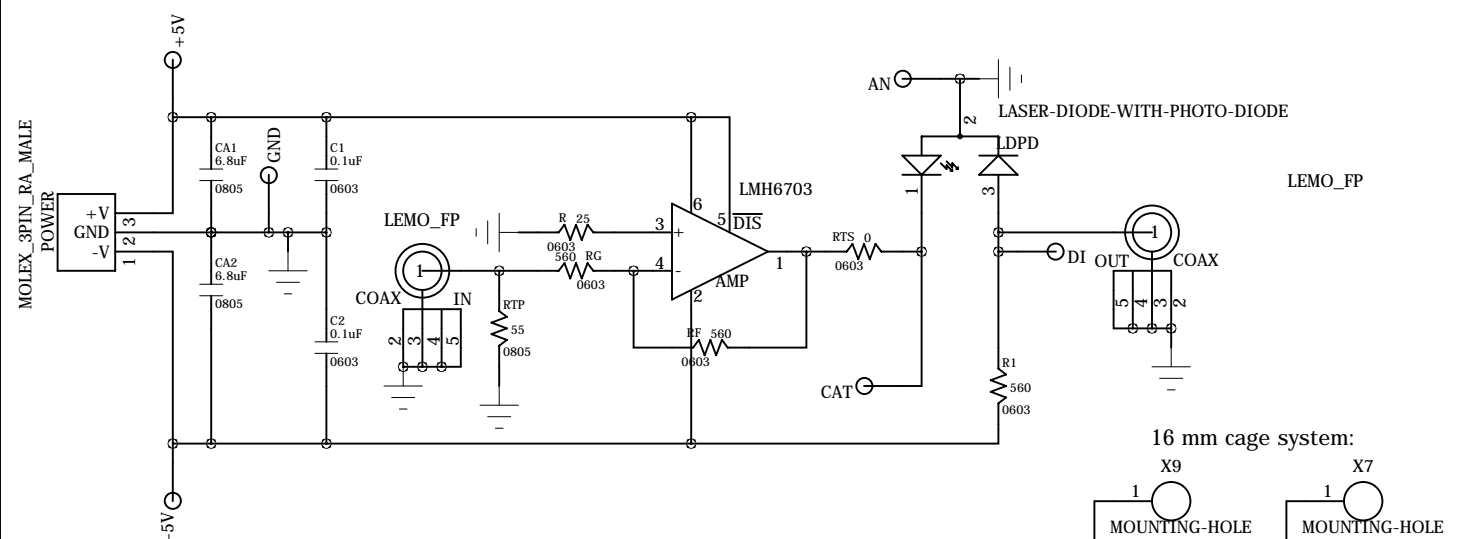 +5V
AN
LASER-DIODE-WITH-PHOTO-DIODE
2
LDPD
1
3
MOLEX_3PIN_RA_MALE
POWER
+V
GND
-V
3
2
1
CA1
6.8uF
0805
GND
C1
0.1uF
0603
CA2
6.8uF
0805
C2
0.1uF
0603
LEMO_FP
1
COAX
IN
2
3
4
5
R 25
0603
560 RG
0603
RTP
55
0805
LMH6703
6
5
DIS
3
+
4
-
1
AMP
2
RF 560
0603
RTS 0
0603
CAT
LEMO_FP
1
DI
OUT
COAX
5
4
3
2
R1
560
0603
-5V
16 mm cage system:
X9
1
MOUNTING-HOLE
X7
1
MOUNTING-HOLE